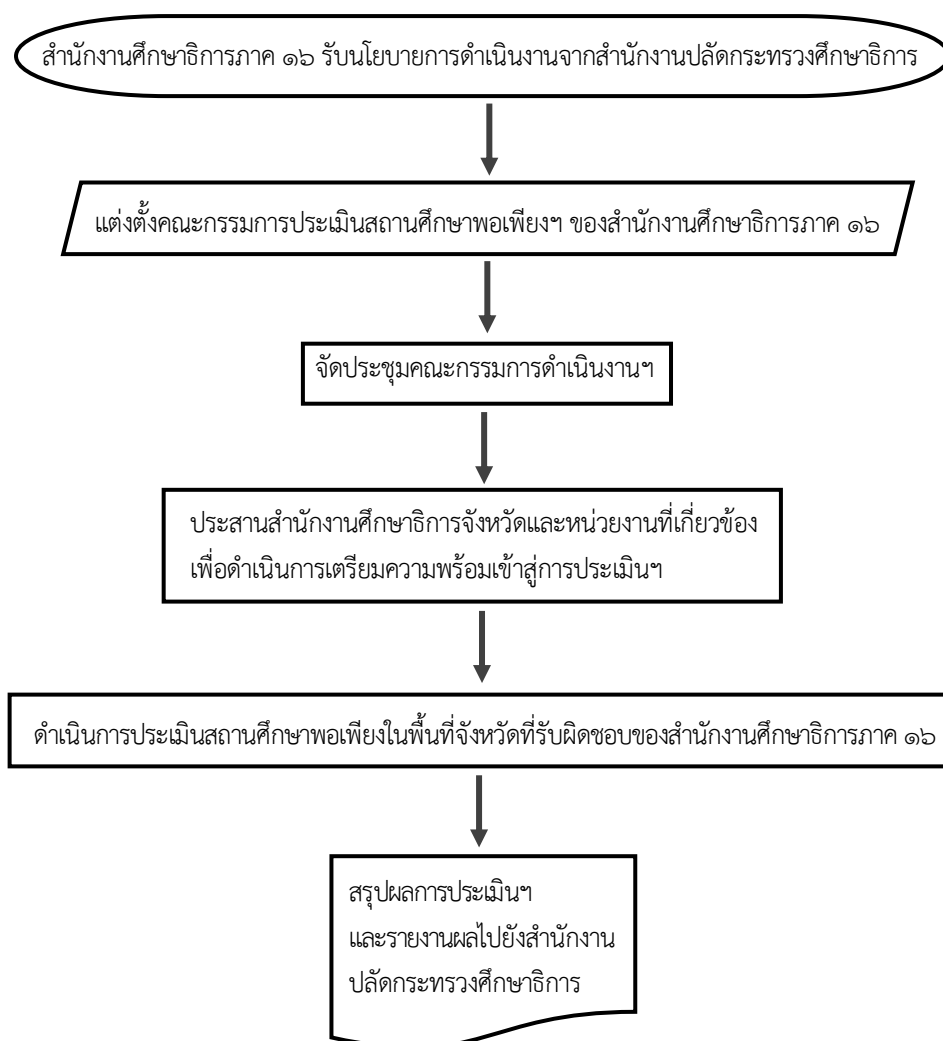 สำนักงานศึกษาธิการภาค ๑๖ รับนโยบายการดำเนินงานจากสำนักงานปลัดกระทรวงศึกษาธิการ
แต่งตั้งคณะกรรมการประเมินสถานศึกษาพอเพียงฯ ของสำนักงานศึกษาธิการภาค ๑๖
จัดประชุมคณะกรรมการดำเนินงานฯ
ประสานสำนักงานศึกษาธิการจังหวัดและหน่วยงานที่เกี่ยวข้อง
เพื่อดำเนินการเตรียมความพร้อมเข้าสู่การประเมินฯ
ดำเนินการประเมินสถานศึกษาพอเพียงในพื้นที่จังหวัดที่รับผิดชอบของสำนักงานศึกษาธิการภาค ๑๖
สรุปผลการประเมินฯ
และรายงานผลไปยังสำนักงาน
ปลัดกระทรวงศึกษาธิการ